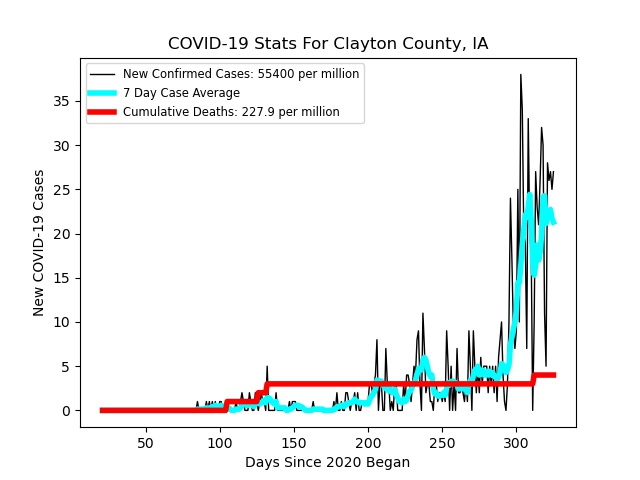 COVID-19 Stats For Clayton County, IA
New Confirmed Cases: 55400 per million
7 Day Case Average
Cumulative Deaths: 227.9 per million
New COVID-19 Cases
35
30
25
20
15
10
5
0
50 100 150 200 250 300
Days Since 2020 Began